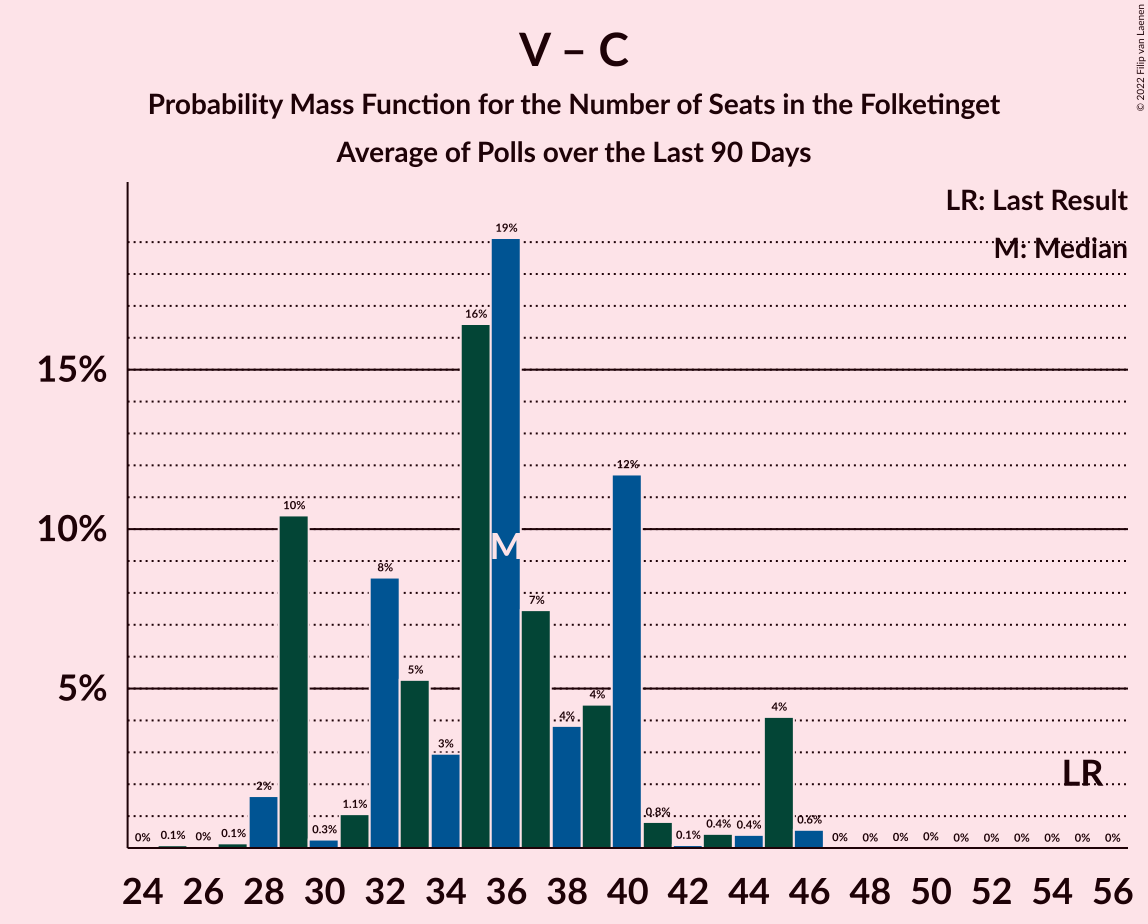 V – C
Probability Mass Function for the Number of Seats in the Folketinget
Average of Polls over the Last 90 Days
© 2022 Filip van Laenen
LR: Last Result
M: Median
15%
10%
5%
0% 0.1% 0% 0.1% 2% 10% 0.3% 1.1% 8% 5% 3% 16% 19% 7% 4% 4% 12% 0.8% 0.1% 0.4% 0.4% 4% 0.6% 0% 0% 0% 0% 0% 0% 0% 0% 0% 0%
M
LR
24 26 28 30 32 34 36 38 40 42 44 46 48 50 52 54 56